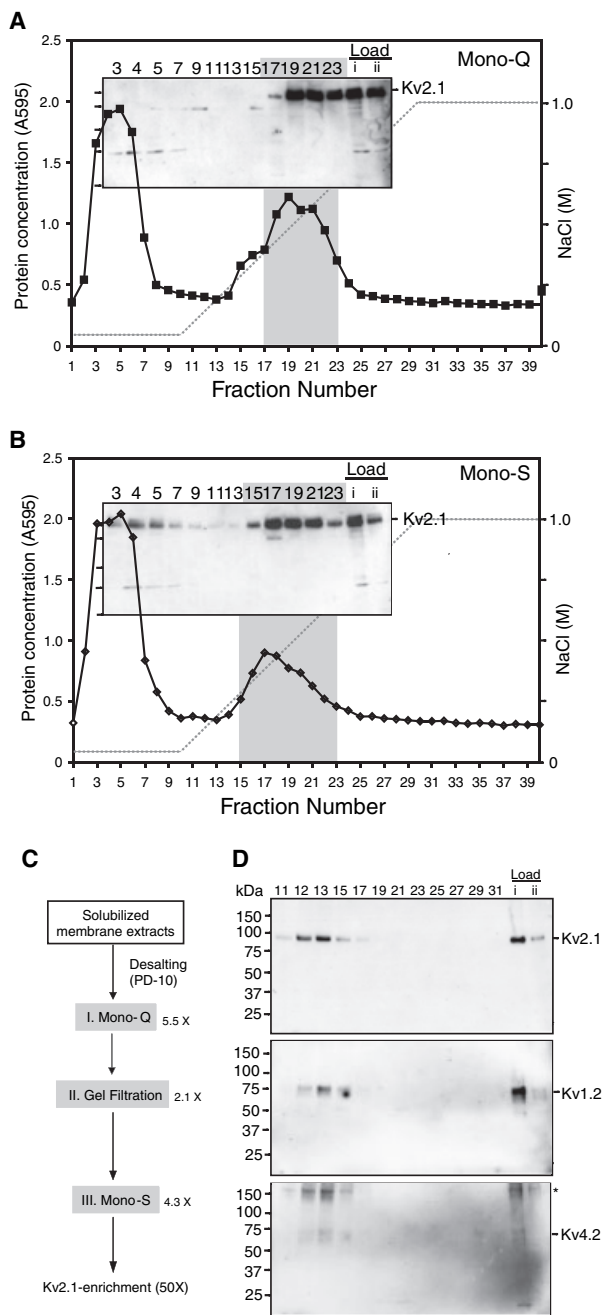 A
Mono-Q
Load
3 4 5 7 9 11 13 15 17 19 21 23 i ii
Kv2.1
Protein concentration (A595)
2.5
2.0
1.5
1.0
0.5
0
1.0
0
NaCl (M)
1 3 5 7 9 11 13 15 17 19 21 23 25 27 29 31 33 35 37 39
Fraction Number
B
Mono-S
Load
3 4 5 7 9 11 13 15 17 19 21 23 i ii
Kv2.1
Protein concentration (A595)
2.5
2.0
1.5
1.0
0.5
0
1.0
0
NaCl (M)
1 3 5 7 9 11 13 15 17 19 21 23 25 27 29 31 33 35 37 39
Fraction Number
C
Solubilized
membrane extracts
Desalting
(PD-10)
I. Mono-Q 5.5 X
II. Gel Filtration 2.1 X
III. Mono-S 4.3 X
Kv2.1-enrichment (50X)
D
Load
kDa 11 12 13 15 17 19 21 23 25 27 29 31 i ii
150
100
75
50
37
25
Kv2.1
150
100
75
50
37
25
Kv1.2
150
100
75
50
37
25
*
Kv4.2